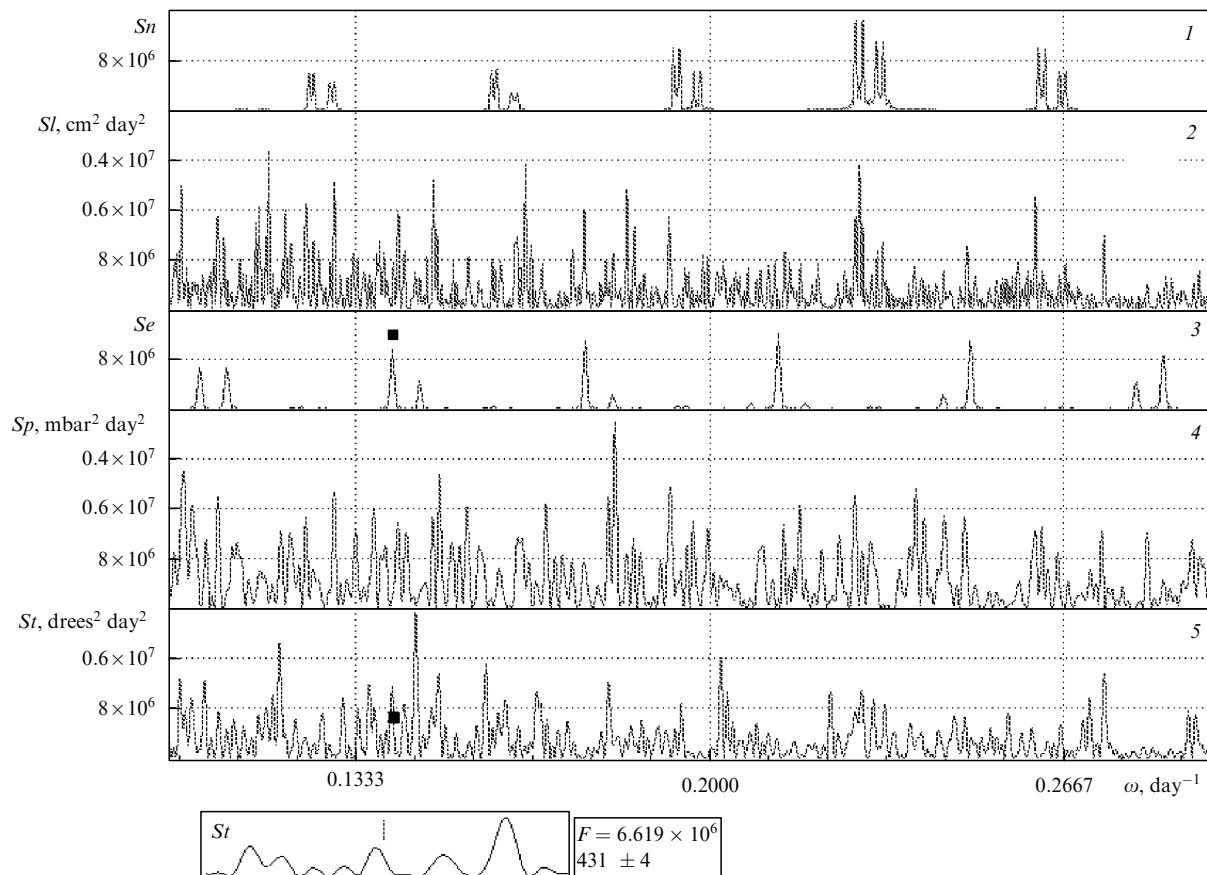 Sn
1
8 × 10⁶
Sl, cm² day²
2
0.4 × 10⁷
0.6 × 10⁷
8 × 10⁶
Se
3
8 × 10⁶
Sp, mbar² day²
4
0.4 × 10⁷
0.6 × 10⁷
8 × 10⁶
St, drees² day²
5
0.6 × 10⁷
8 × 10⁶
0.1333
0.2000
0.2667
ω, day⁻¹
St
F = 6.619 × 10⁶
431 ± 4